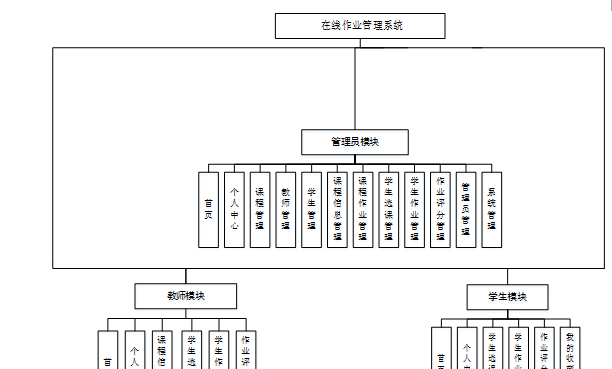 在线作业管理系统
管理员模块
首页
个人中心
课程管理
教师管理
学生管理
课程信息管理
课程作业管理
学生选课管理
学生作业管理
作业评分管理
管理员管理
系统管理
教师模块
学生模块
首
个人
课程信
学生选
学生作
作业评
首页
个人中
学生选课
学生作业
作业评分
我的收